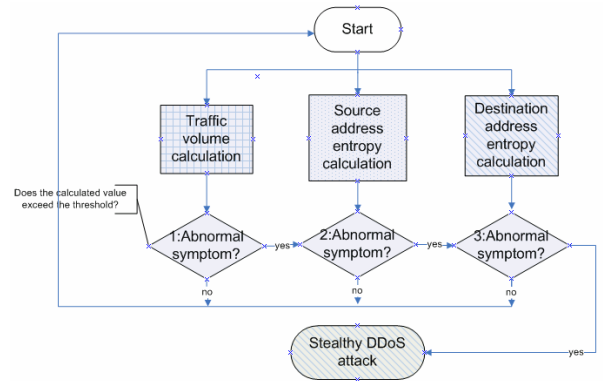 Start
Traffic
volume
calculation
Source
address
entropy
calculation
Destination
address
entropy
calculation
Does the calculated value
exceed the threshold?
1:Abnormal
symptom?
yes
2:Abnormal
symptom?
yes
3:Abnormal
symptom?
no
no
no
Stealthy DDoS
attack
yes